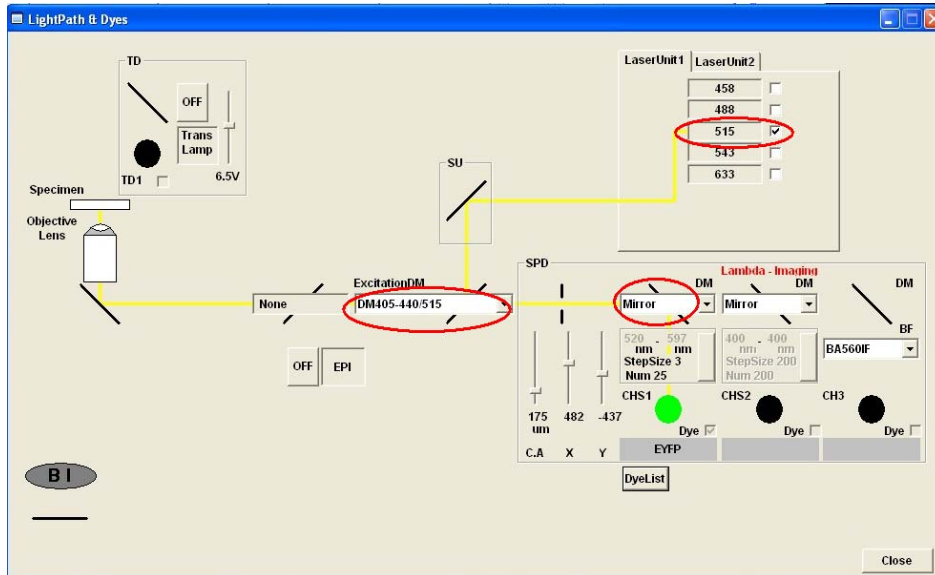 LightPath & Dyes
TD
OFF
Trans
Lamp
TD1
6.5V
Specimen
Objective
Lens
SU
LaserUnit1
LaserUnit2
458
488
515
543
633
ExcitationDM
None
DM405-440/515
OFF
EPI
SPD
Lambda - Imaging
DM
DM
DM
Mirror
Mirror
BF
BA560IF
520 - 597
nm nm
StepSize 3
Num 25
400 - 400
nm nm
StepSize 200
Num 200
CHS1
CHS2
CH3
175 482 -437
um
Dye
Dye
Dye
C.A X Y
EYFP
DyeList
B I
Close